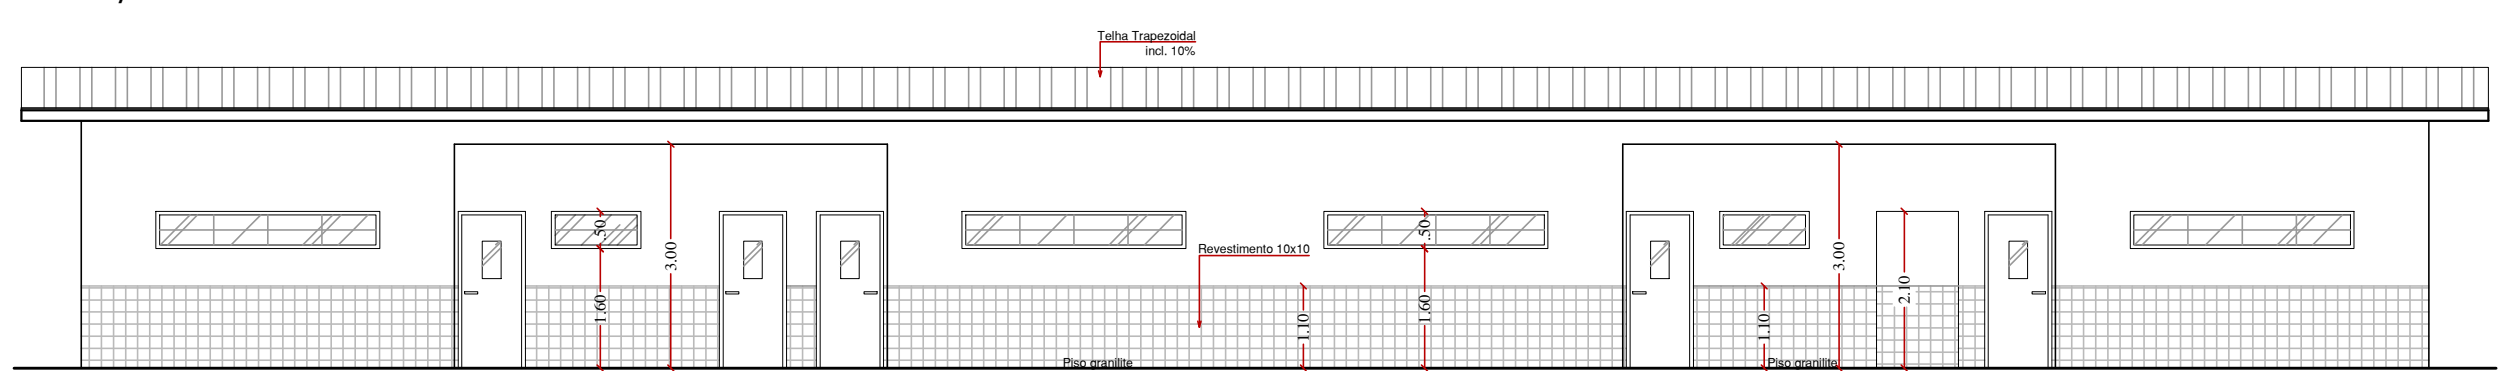 Telha Trapezoidal
incl. 10%
.50
3.00
1.60
Revestimento 10x10
1.10
.50
1.60
3.00
2.10
1.10
Piso granilite
Piso granilite